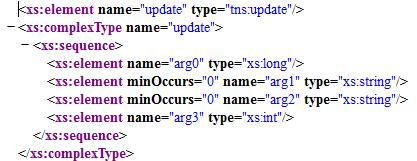 <xs:element name="update" type="tns:update"/>
−<xs:complexType name="update">
−<xs:sequence>
<xs:element name="arg0" type="xs:long"/>
<xs:element minOccurs="0" name="arg1" type="xs:string"/>
<xs:element minOccurs="0" name="arg2" type="xs:string"/>
<xs:element name="arg3" type="xs:int"/>
</xs:sequence>
</xs:complexType>